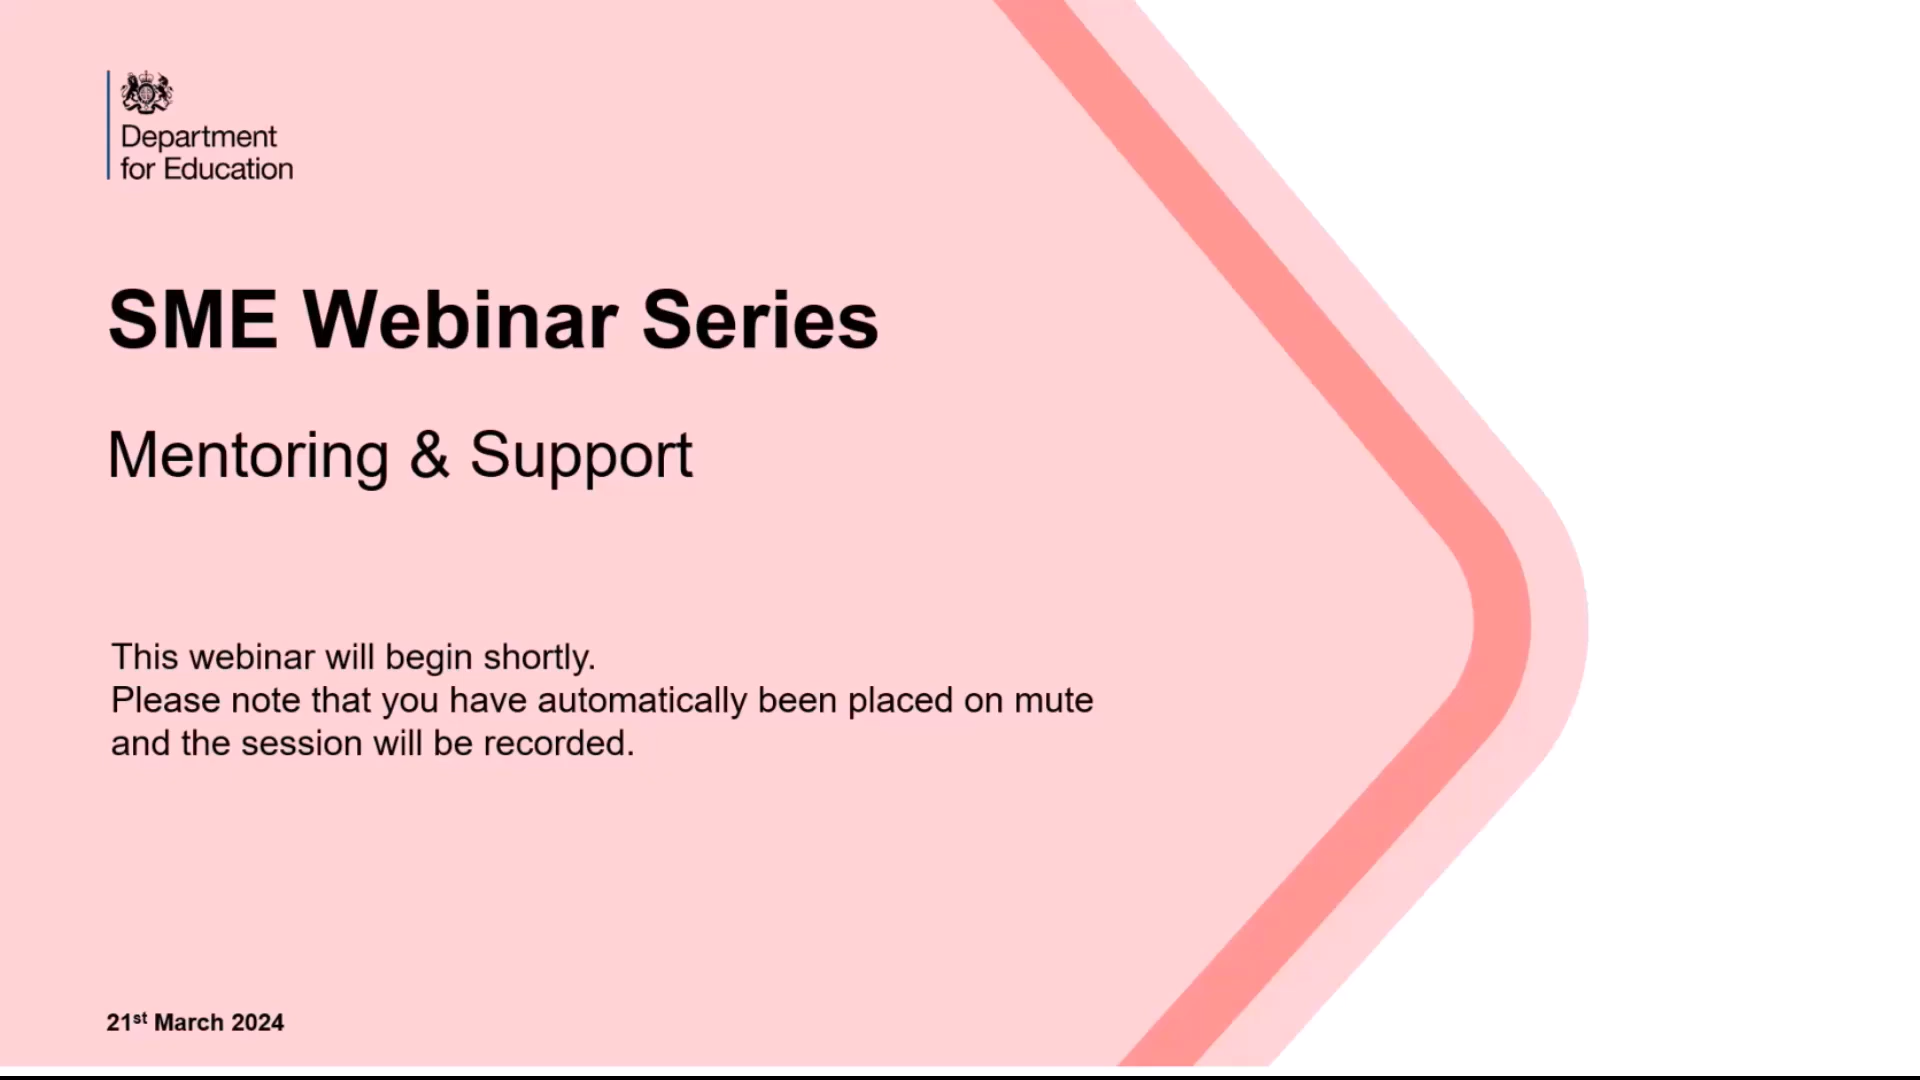 Department
for Education
SME Webinar Series
Mentoring & Support
This webinar will begin shortly.
Please note that you have automatically been placed on mute
and the session will be recorded.
21st March 2024